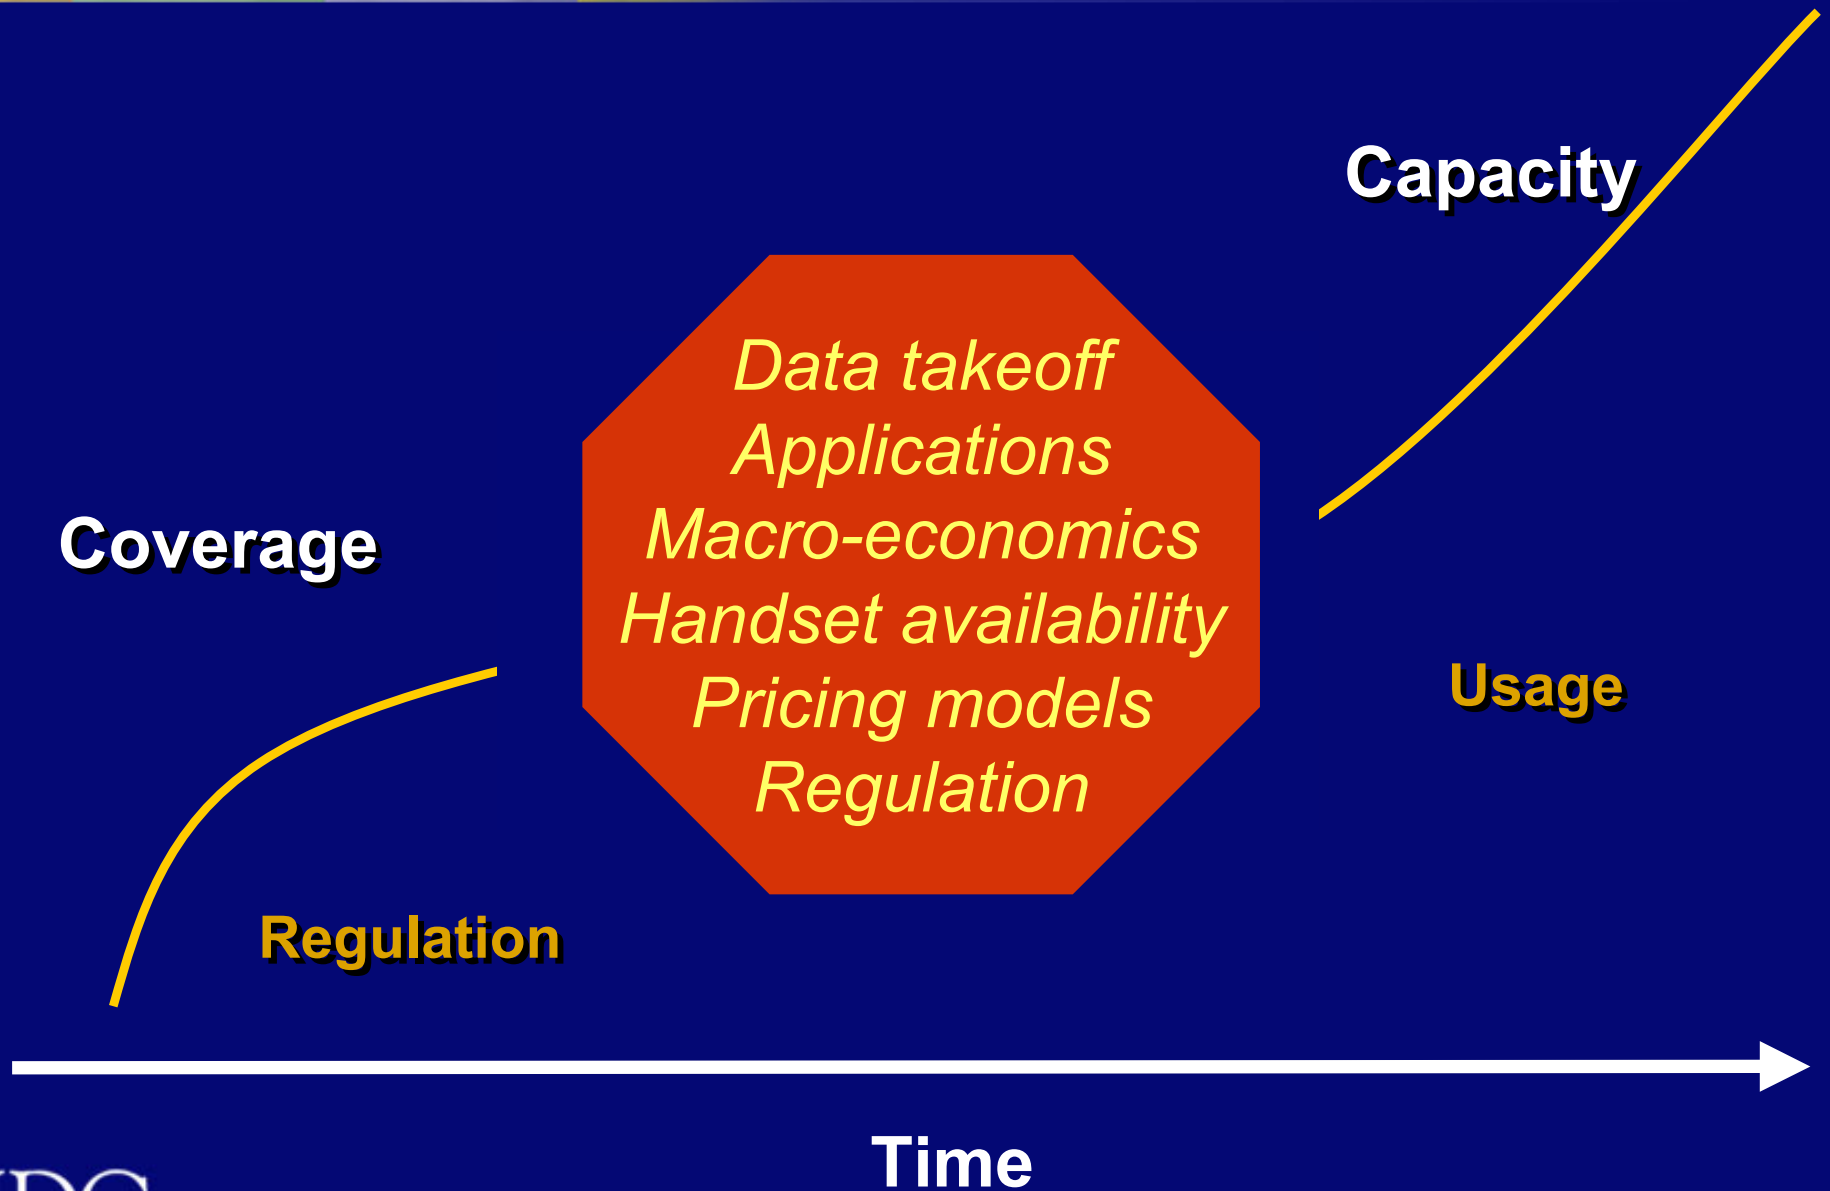 Capacity
Data takeoff
Applications
Macro-economics
Handset availability
Pricing models
Regulation
Coverage
Usage
Regulation
Time